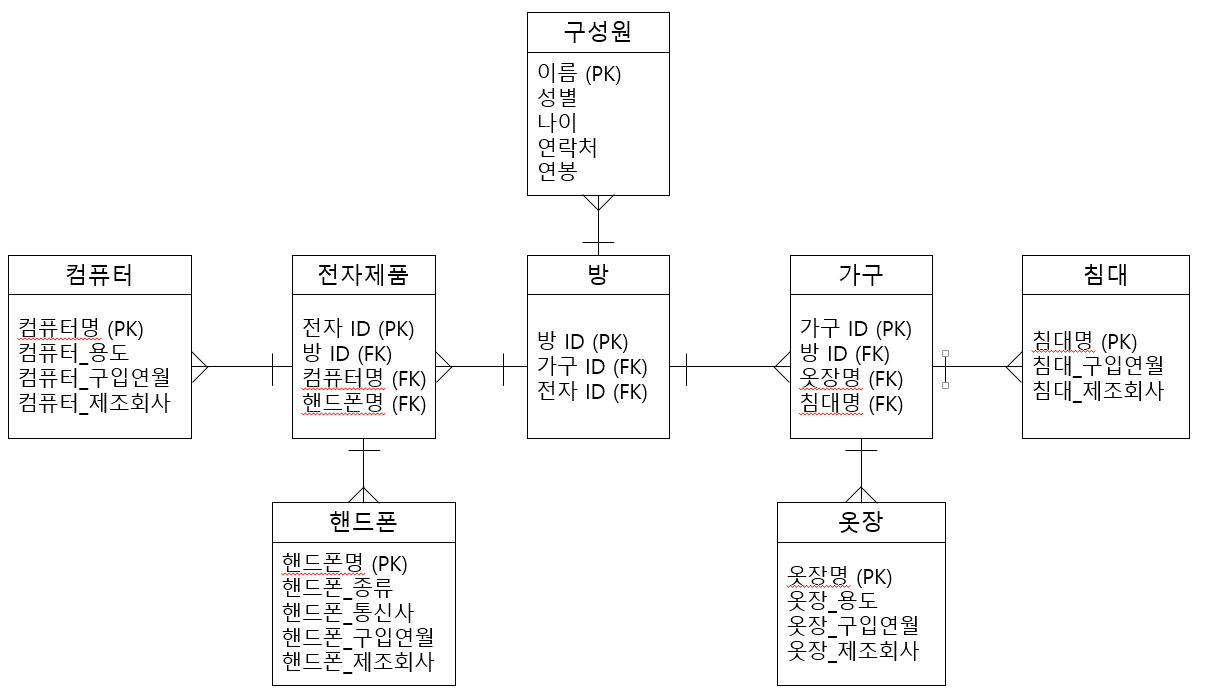 구성원
이름 (PK)
성별
나이
연락처
연봉
컴퓨터
컴퓨터명 (PK)
컴퓨터_용도
컴퓨터_구입연월
컴퓨터_제조회사
전자제품
전자 ID (PK)
방 ID (FK)
컴퓨터명 (FK)
핸드폰명 (FK)
방
방 ID (PK)
가구 ID (FK)
전자 ID (FK)
가구
가구 ID (PK)
방 ID (FK)
옷장명 (FK)
침대명 (FK)
침대
침대명 (PK)
침대_구입연월
침대_제조회사
핸드폰
핸드폰명 (PK)
핸드폰_종류
핸드폰_통신사
핸드폰_구입연월
핸드폰_제조회사
옷장
옷장명 (PK)
옷장_용도
옷장_구입연월
옷장_제조회사